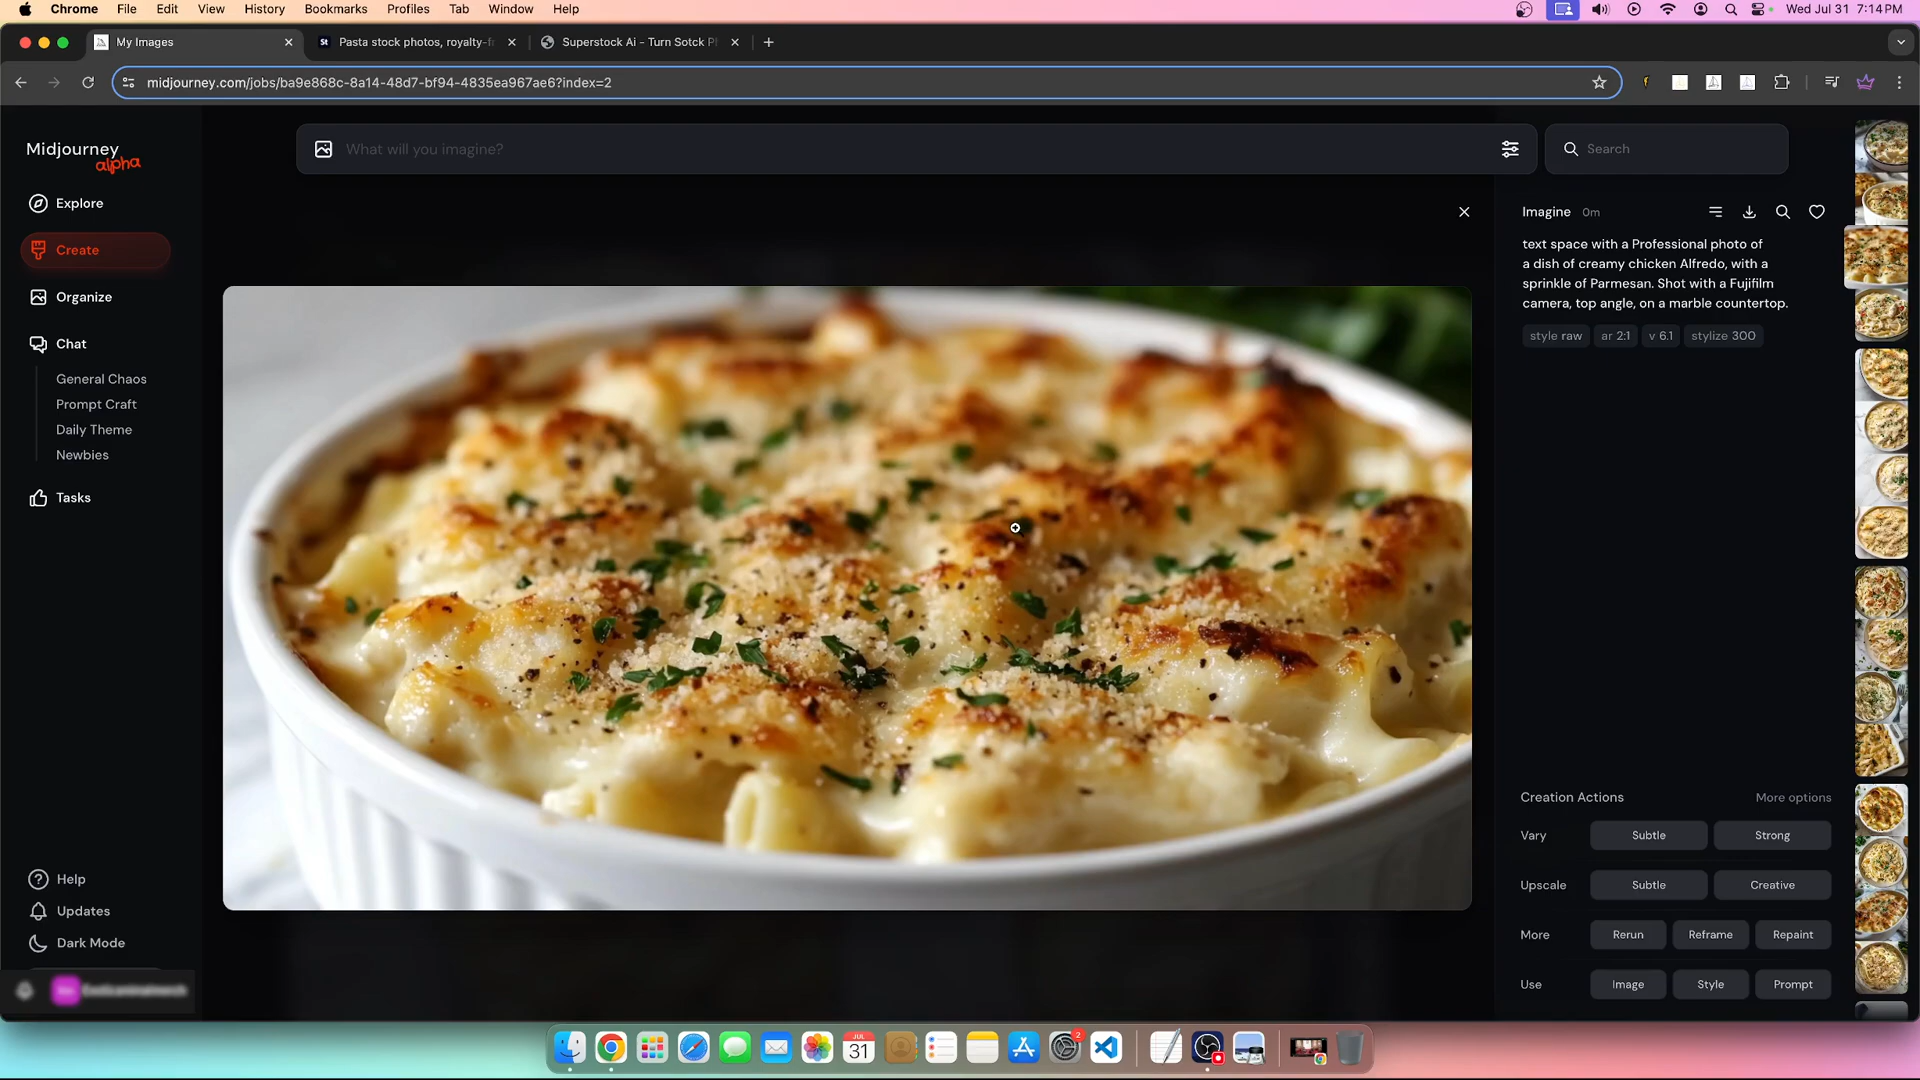 Chrome File Edit View History Bookmarks Profiles Tab Window Help
Wed Jul 31 7:14PM
My Images
Pasta stock photos, royalty-fr
Superstock Ai - Turn Sotck P
midjourney.com/jobs/ba9e868c-8a14-48d7-bf94-4835ea967ae6?index=2
Midjourney
alpha
What will you imagine?
Search
Explore
Create
Organize
Chat
General Chaos
Prompt Craft
Daily Theme
Newbies
Tasks
Help
Updates
Dark Mode
Imagine 0m
text space with a Professional photo of
a dish of creamy chicken Alfredo, with a
sprinkle of Parmesan. Shot with a Fujifilm
camera, top angle, on a marble countertop.
style raw ar 2:1 v 6.1 stylize 300
Creation Actions More options
Vary Subtle Strong
Upscale Subtle Creative
More Rerun Reframe Repaint
Use Image Style Prompt
JUL
31
2